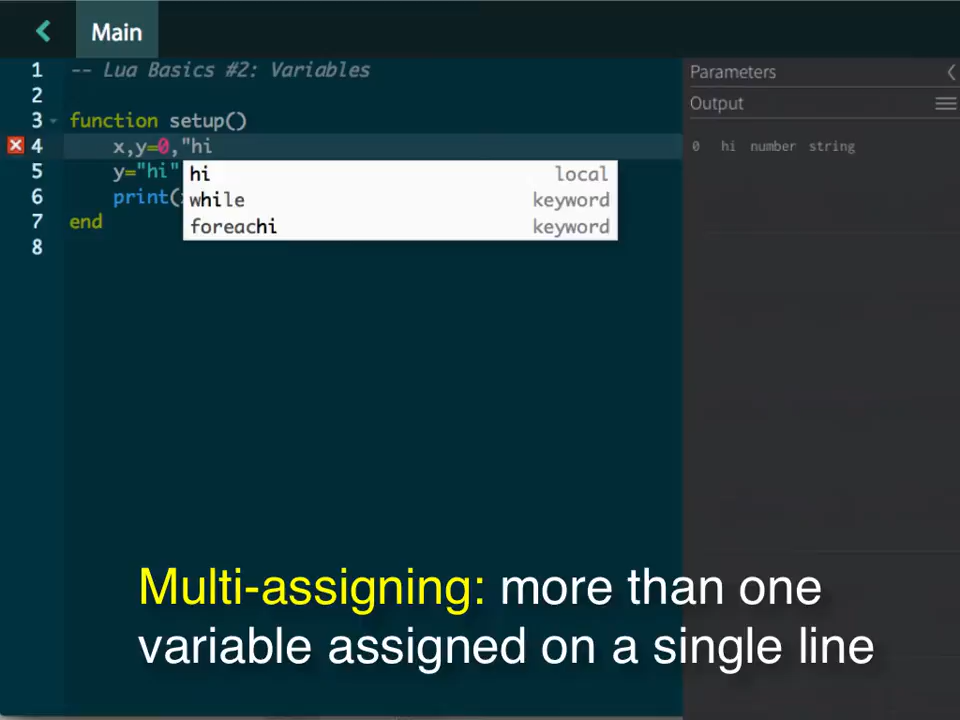 Main
1 -- Lua Basics #2: Variables
2
3 function setup()
4 x,y=0,"hi
5 y="hi"
6 print(
7 end
8
hi local
while keyword
foreachi keyword
Parameters
Output
0 hi number string
Multi-assigning: more than one
variable assigned on a single line